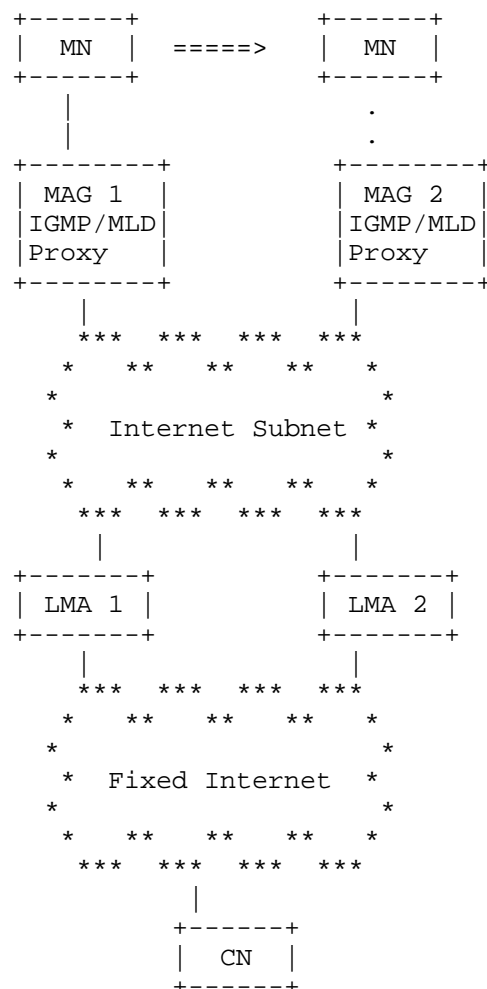 MN =====> MN
MAG 1 MAG 2
IGMP/MLD IGMP/MLD
Proxy Proxy
Internet Subnet
LMA 1 LMA 2
Fixed Internet
CN